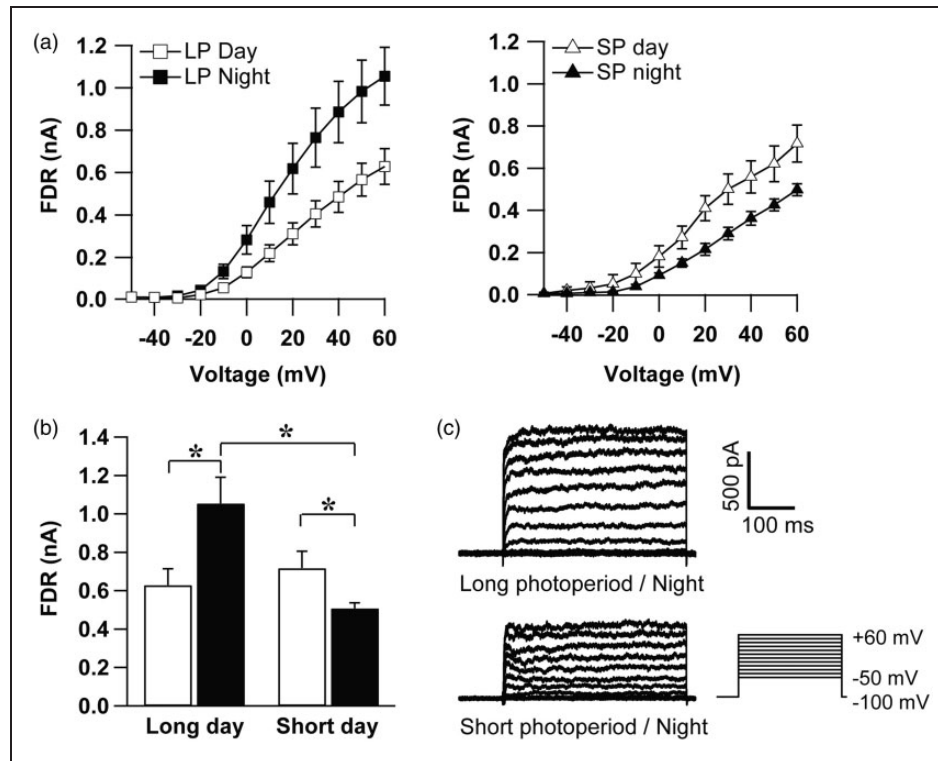 (a)
1.2
1.0
0.8
0.6
0.4
0.2
0.0
FDR (nA)
LP Day
LP Night
-40 -20 0 20 40 60
Voltage (mV)
1.2
1.0
0.8
0.6
0.4
0.2
0.0
FDR (nA)
SP day
SP night
-40 -20 0 20 40 60
Voltage (mV)
(b)
1.4
1.2
1.0
0.8
0.6
0.4
0.2
0.0
FDR (nA)
*
*
*
Long day Short day
(c)
500 pA
100 ms
Long photoperiod / Night
Short photoperiod / Night
+60 mV
-50 mV
-100 mV